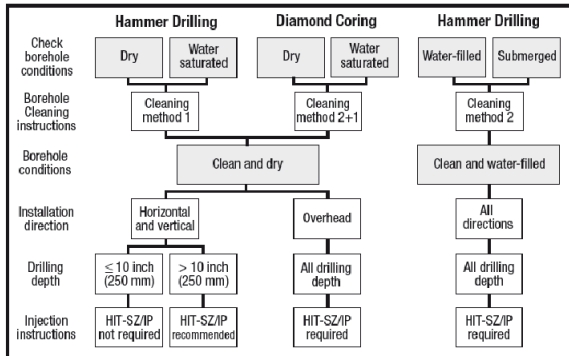 Hammer Drilling Diamond Coring Hammer Drilling
Check
borehole
conditions
Dry
Water
saturated
Dry
Water
saturated
Water-filled
Submerged
Borehole
Cleaning
instructions
Cleaning
method 1
Cleaning
method 2+1
Cleaning
method 2
Borehole
conditions
Clean and dry
Clean and water-filled
Installation
direction
Horizontal
and vertical
Overhead
All
directions
Drilling
depth
≤ 10 inch
(250 mm)
> 10 inch
(250 mm)
All drilling
depth
All drilling
depth
Injection
instructions
HIT-SZ/IP
not required
HIT-SZ/IP
recommended
HIT-SZ/IP
required
HIT-SZ/IP
required